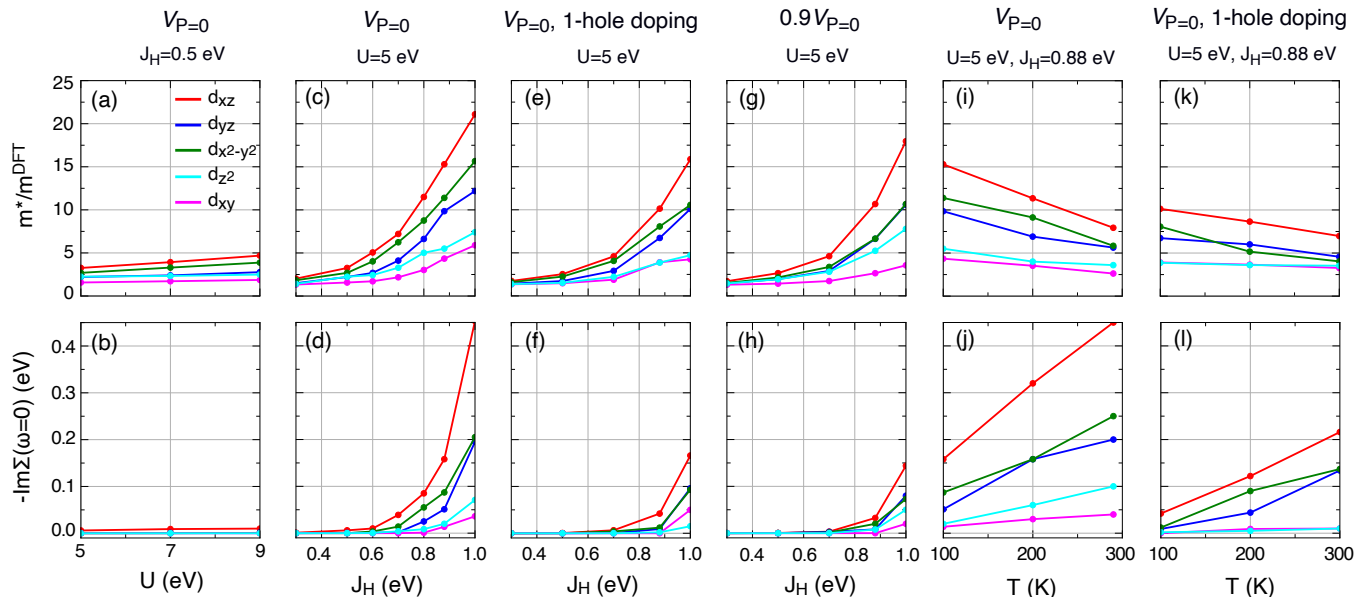 V_{P=0}
J_H=0.5 eV
V_{P=0}
U=5 eV
V_{P=0}, 1-hole doping
U=5 eV
0.9V_{P=0}
U=5 eV
V_{P=0}
U=5 eV, J_H=0.88 eV
V_{P=0}, 1-hole doping
U=5 eV, J_H=0.88 eV
m*/m^{DFT}
25
20
15
10
5
0
(a)
d_{xz}
d_{yz}
d_{x²-y²}
d_{z²}
d_{xy}
(c)
(e)
(g)
(i)
(k)
-ImΣ(ω=0) (eV)
0.4
0.3
0.2
0.1
0.0
(b)
(d)
(f)
(h)
(j)
(l)
5 7 9
0.4 0.6 0.8 1.0
0.4 0.6 0.8 1.0
0.4 0.6 0.8 1.0
100 200 300
100 200 300
U (eV)
J_H (eV)
J_H (eV)
J_H (eV)
T (K)
T (K)